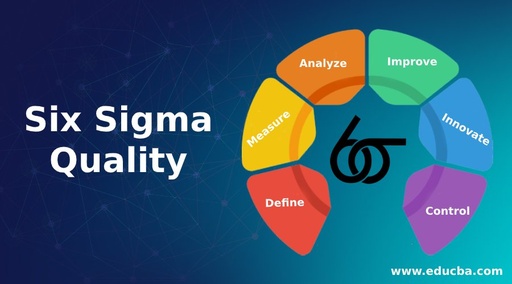 Six Sigma
Quality
Define
Measure
Analyze
Improve
Innovate
Control
6σ
www.educba.com